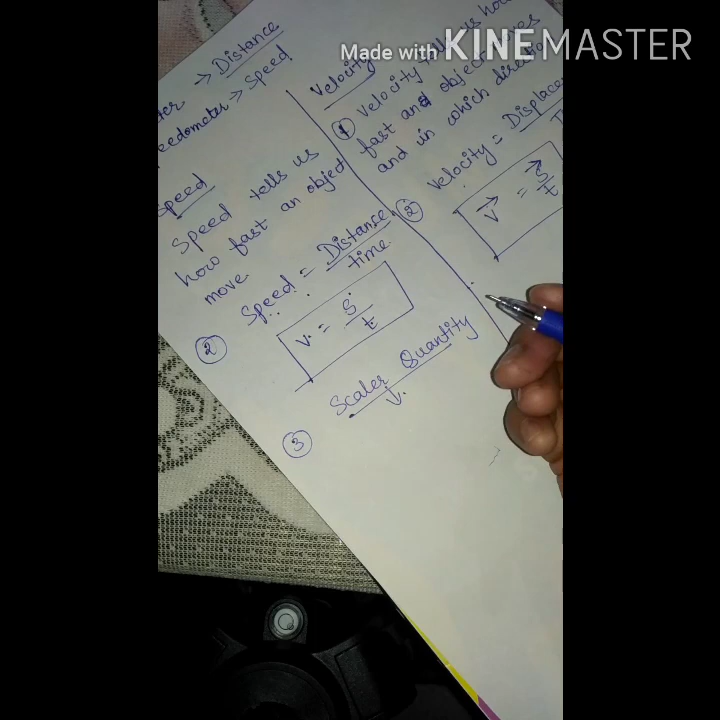 Made with KINEMASTER
→ Distance
eedometer → Speed
Speed
Speed tells us
how fast an object
move.
② Speed = Distance
time
v = S
t
③ Scaler Quantity
v
Velocity
① Velocity
fast and object
and in which
② Velocity = Displace
v→ = s→
t